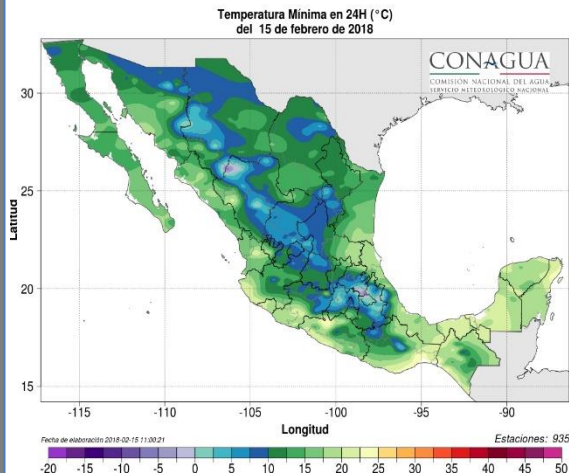 Temperatura Mínima en 24H (°C)
del 15 de febrero de 2018
CONAGUA
COMISIÓN NACIONAL DEL AGUA
SERVICIO METEOROLÓGICO NACIONAL
Latitud
30
25
20
15
-115 -110 -105 -100 -95 -90
Longitud
Fecha de elaboración 2018-02-15 11:00:21
Estaciones: 935
-20 -15 -10 -5 0 5 10 15 20 25 30 35 40 45 50